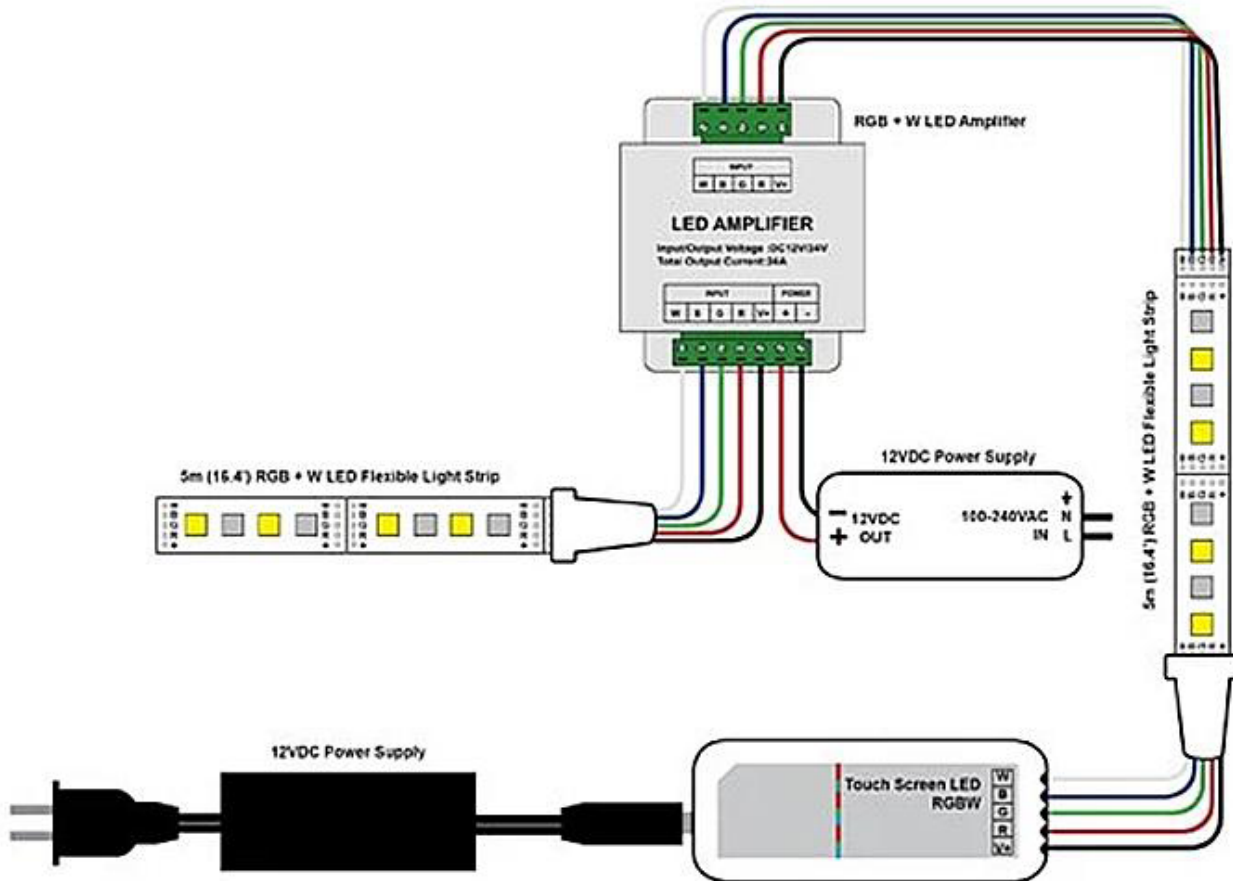 RGB + W LED Amplifier
INPUT
W B G R V+
LED AMPLIFIER
Input/Output Voltage :DC12V/24V
Total Output Current:24A
INPUT POWER
W B G R V+ + -
5m (16.4') RGB + W LED Flexible Light Strip
12VDC Power Supply
- 12VDC
+ OUT
100-240VAC N
IN L
5m (16.4') RGB + W LED Flexible Light Strip
12VDC Power Supply
Touch Screen LED
RGBW
W
B
G
R
V+